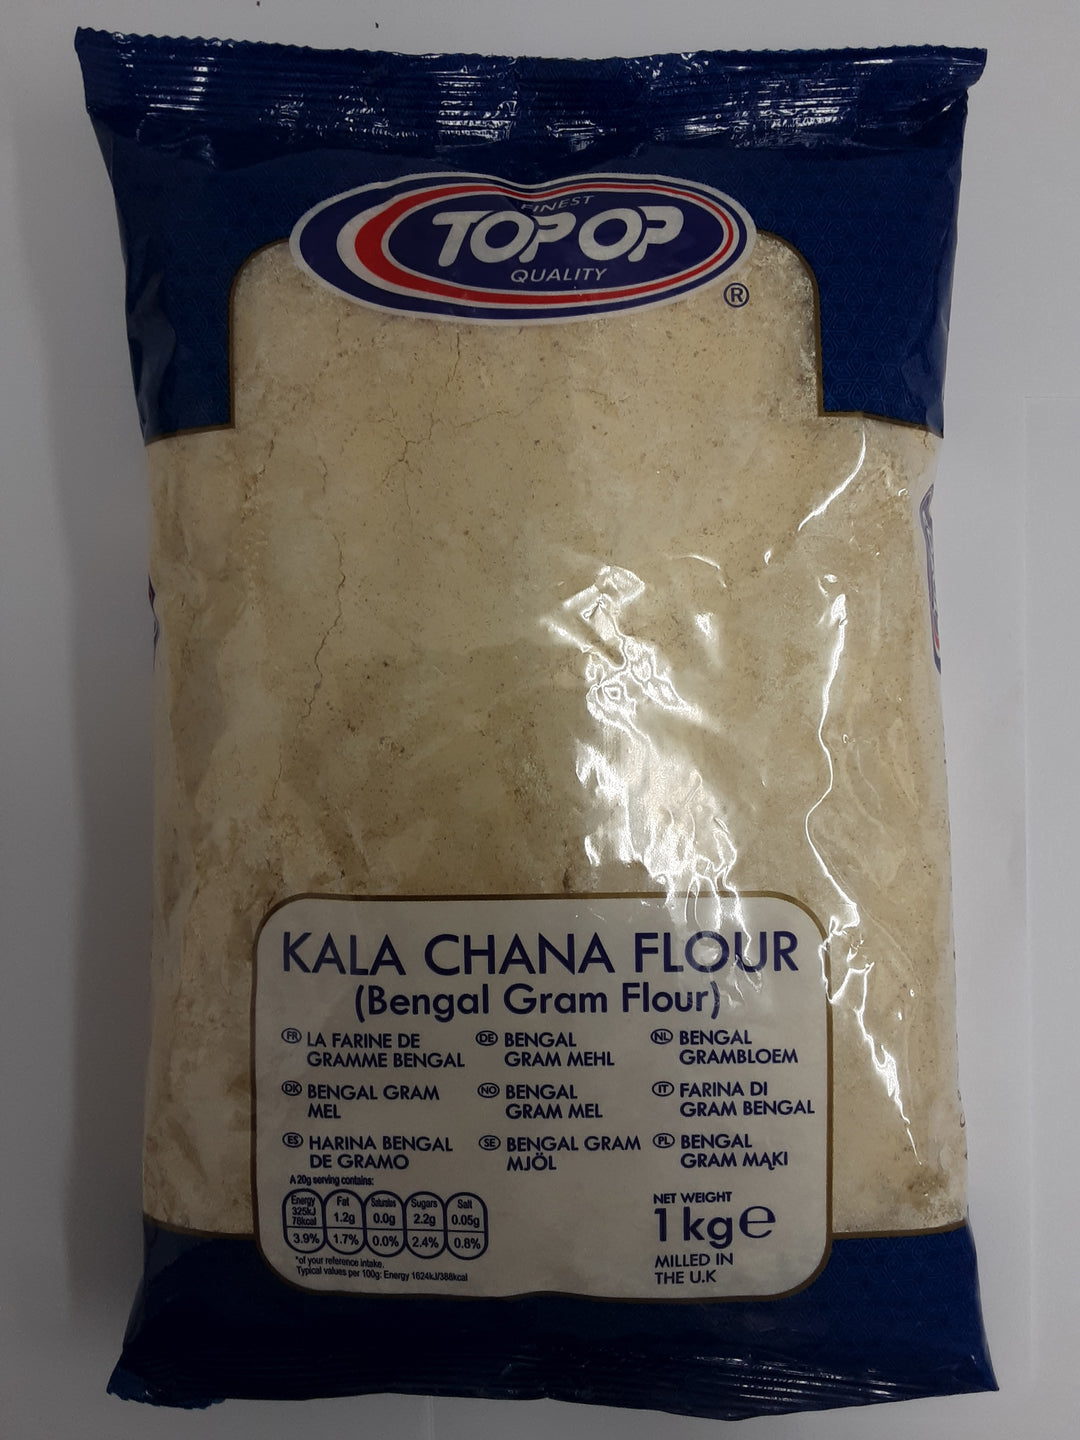 FINEST
TOPOP
QUALITY
®
KALA CHANA FLOUR
(Bengal Gram Flour)
FR LA FARINE DE
GRAMME BENGAL
DE BENGAL
GRAM MEHL
NL BENGAL
GRAMBLOEM
DK BENGAL GRAM
MEL
NO BENGAL
GRAM MEL
IT FARINA DI
GRAM BENGAL
ES HARINA BENGAL
DE GRAMO
SE BENGAL GRAM
MJÖL
PL BENGAL
GRAM MĄKI
A 20g serving contains:
Energy Fat Saturates Sugars Salt
325kJ
78kcal 1.2g 0.0g 2.2g 0.05g
3.9% 1.7% 0.0% 2.4% 0.8%
*of your reference intake.
Typical values per 100g: Energy 1624kJ/388kcal
NET WEIGHT
1kg℮
MILLED IN
THE U.K